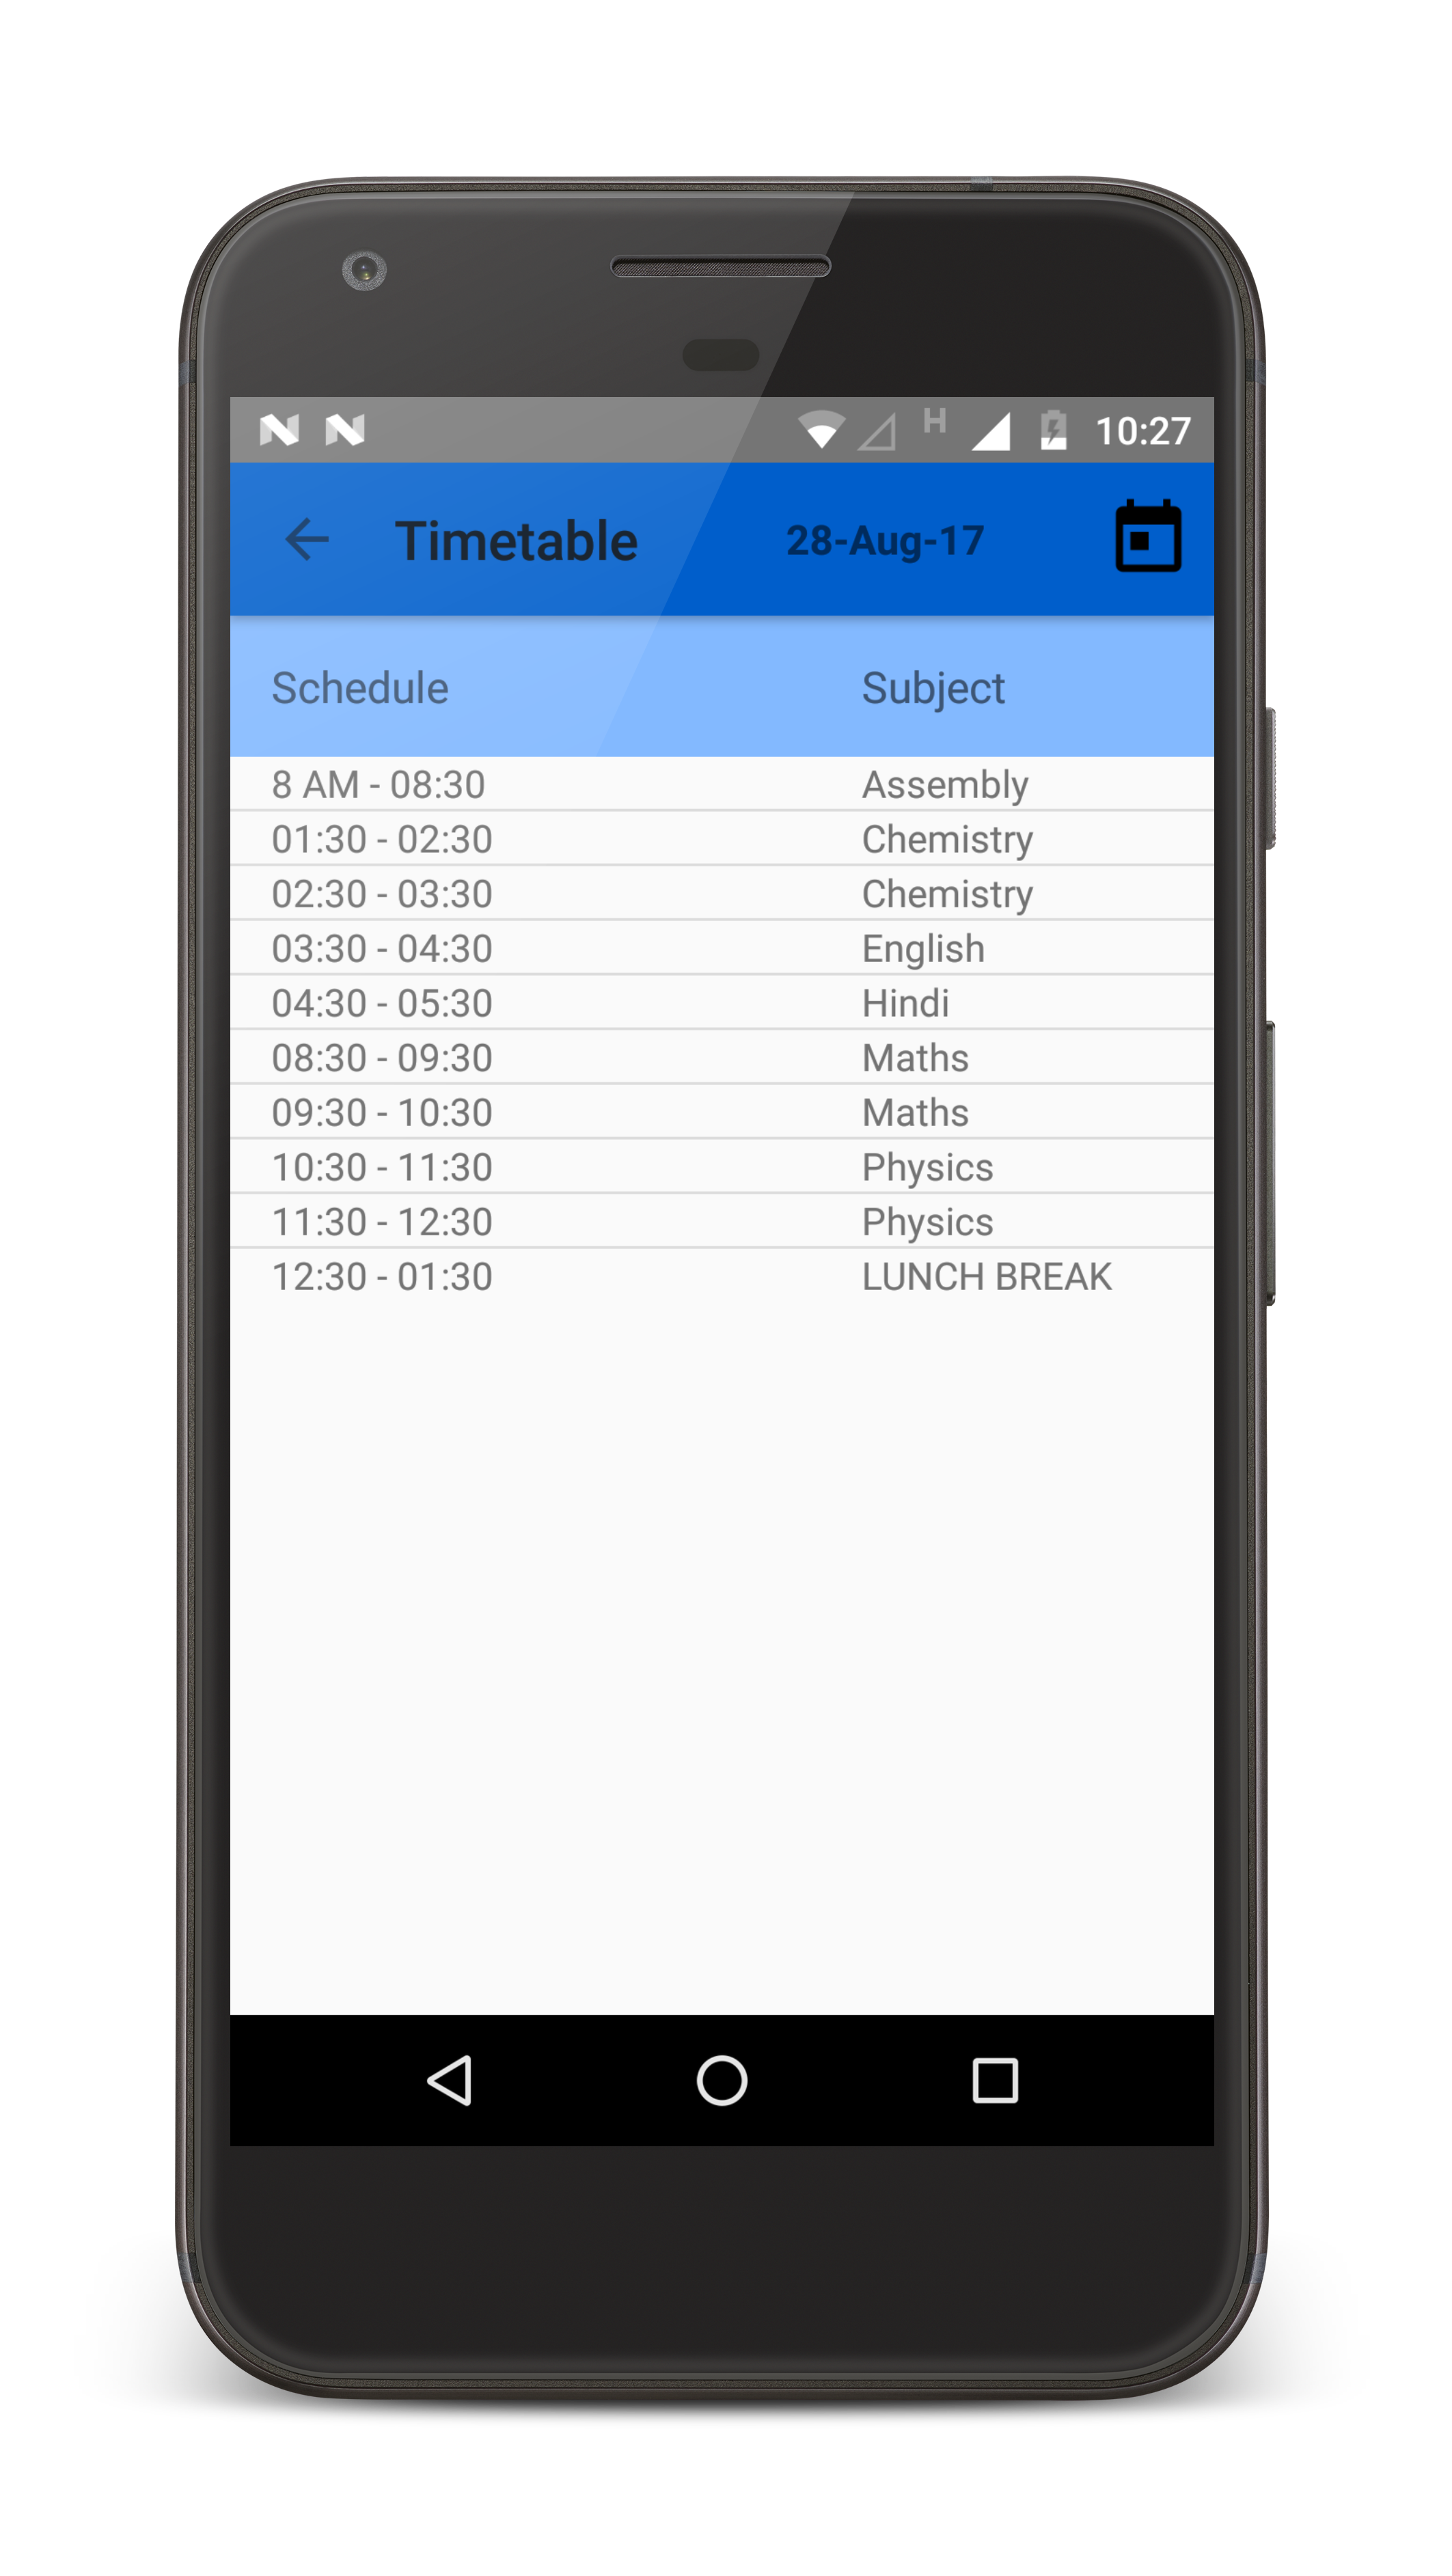 H 10:27
Timetable 28-Aug-17
Schedule Subject
8 AM - 08:30 Assembly
01:30 - 02:30 Chemistry
02:30 - 03:30 Chemistry
03:30 - 04:30 English
04:30 - 05:30 Hindi
08:30 - 09:30 Maths
09:30 - 10:30 Maths
10:30 - 11:30 Physics
11:30 - 12:30 Physics
12:30 - 01:30 LUNCH BREAK